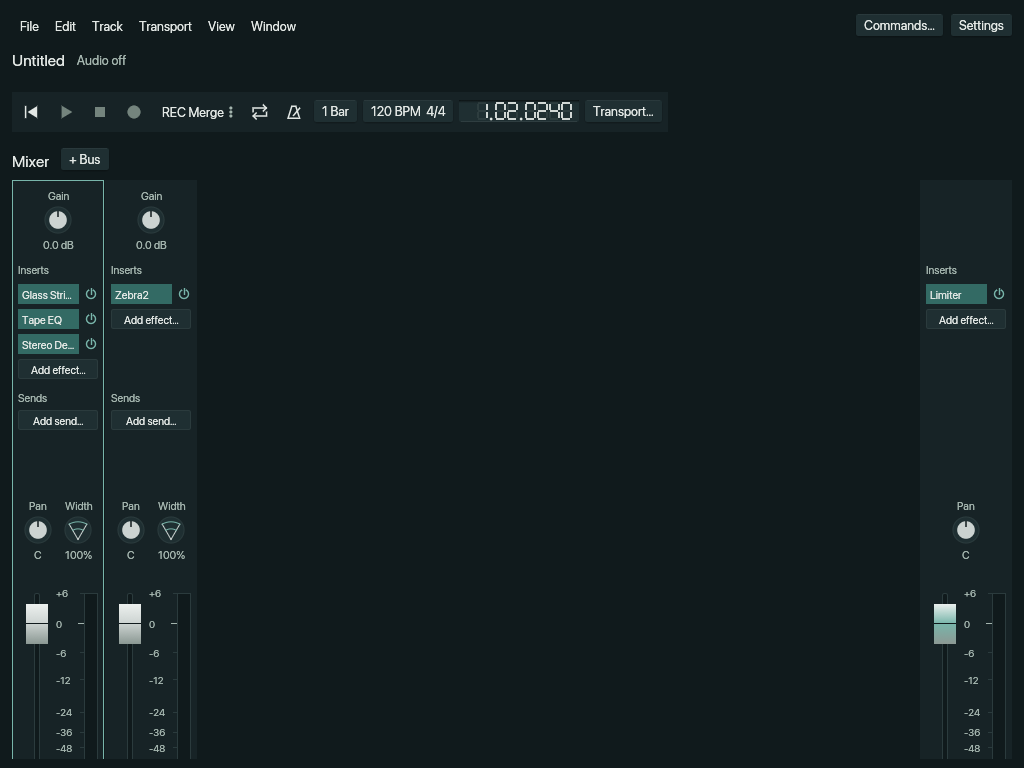 File Edit Track Transport View Window Commands... Settings
Untitled Audio off
REC Merge 1 Bar 120 BPM 4/4 1.02.0240 Transport...
Mixer + Bus
Gain Gain
0.0 dB 0.0 dB
Inserts Inserts Inserts
Glass Stri... Zebra2 Limiter
Tape EQ Add effect... Add effect...
Stereo De...
Add effect...
Sends Sends
Add send... Add send...
Pan Width Pan Width Pan
C 100% C 100% C
+6 +6 +6
0 0 0
-6 -6 -6
-12 -12 -12
-24 -24 -24
-36 -36 -36
-48 -48 -48